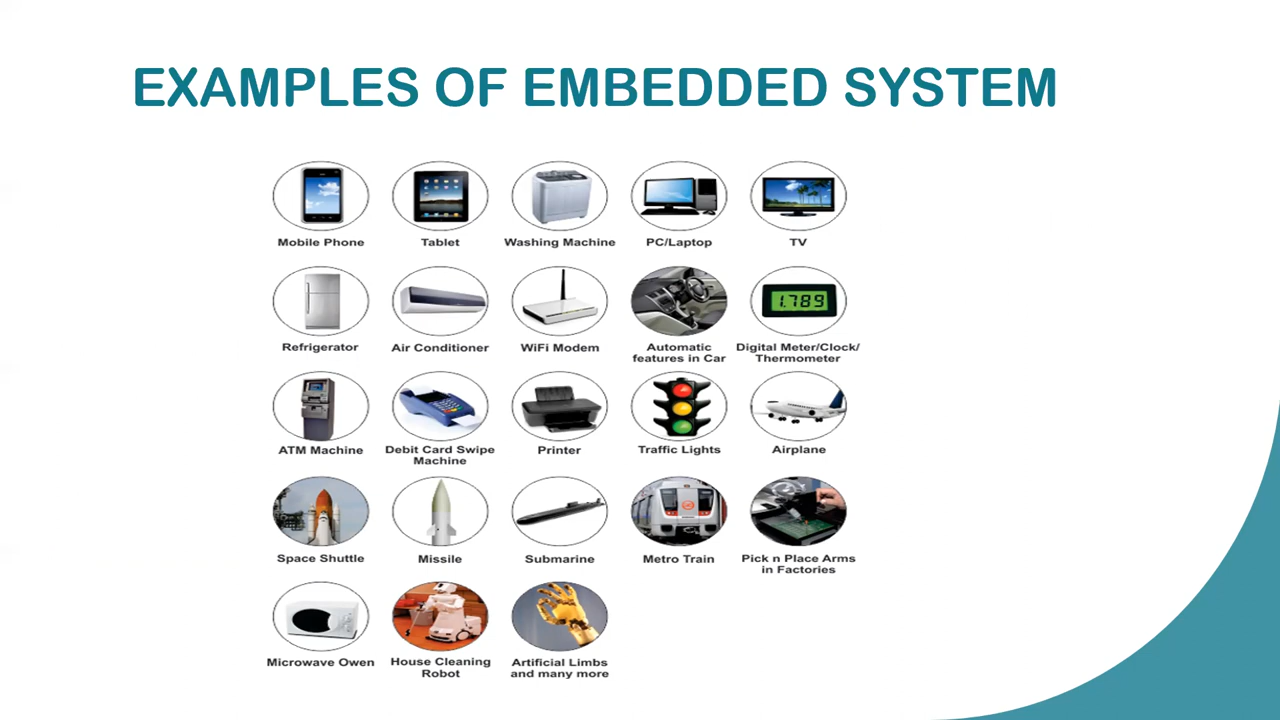 EXAMPLES OF EMBEDDED SYSTEM
Mobile Phone
Tablet
Washing Machine
PC/Laptop
TV
Refrigerator
Air Conditioner
WiFi Modem
Automatic
features in Car
1.789
Digital Meter/Clock/
Thermometer
ATM Machine
Debit Card Swipe
Machine
Printer
Traffic Lights
Airplane
Space Shuttle
Missile
Submarine
Metro Train
Pick n Place Arms
in Factories
Microwave Owen
House Cleaning
Robot
Artificial Limbs
and many more